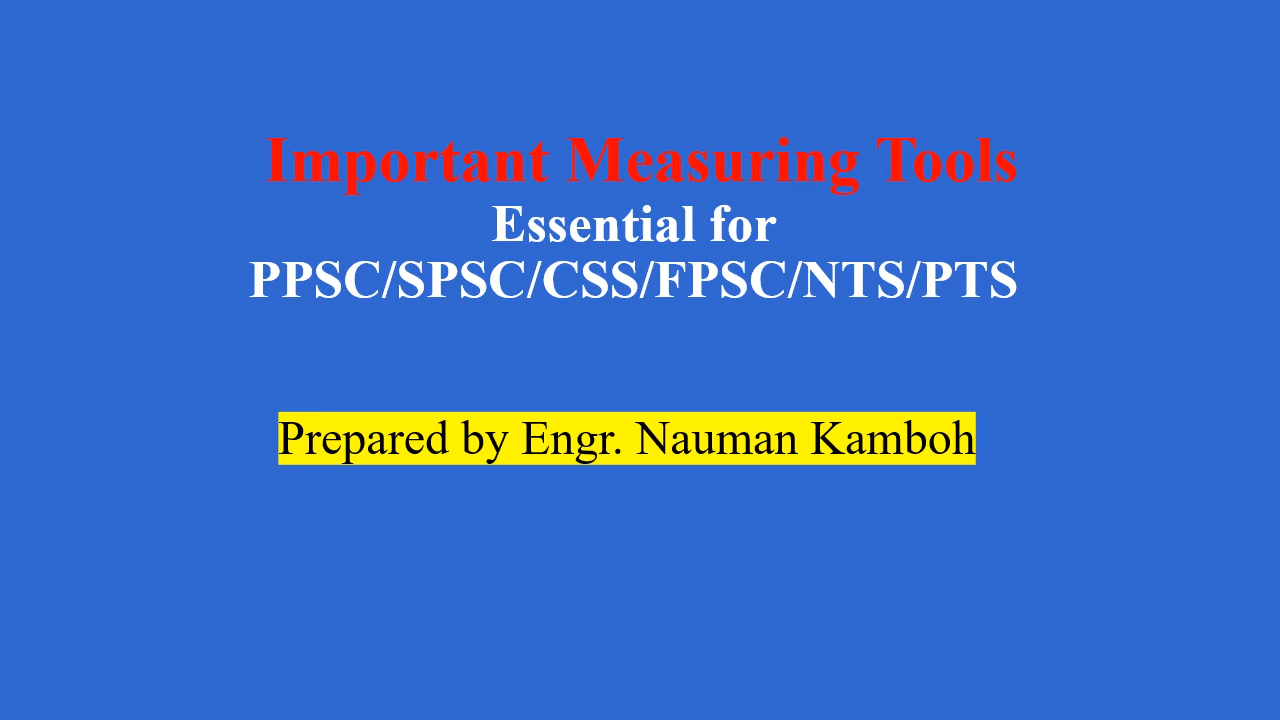 Important Measuring Tools
Essential for
PPSC/SPSC/CSS/FPSC/NTS/PTS
Prepared by Engr. Nauman Kamboh